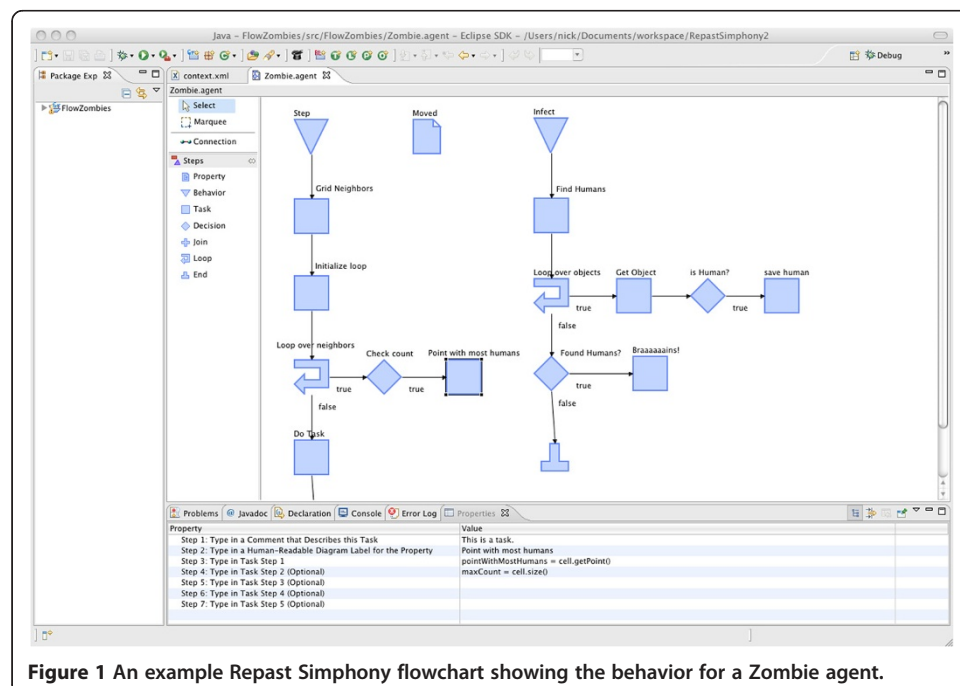 Java - FlowZombies/src/FlowZombies/Zombie.agent - Eclipse SDK - /Users/nick/Documents/workspace/RepastSimphony2
Debug
Package Exp
context.xml
Zombie.agent
FlowZombies
Zombie.agent
Select
Marquee
Connection
Steps
Property
Behavior
Task
Decision
Join
Loop
End
Step
Moved
Infect
Grid Neighbors
Find Humans
Initialize loop
Loop over objects
Get Object
is Human?
save human
true
true
false
Loop over neighbors
Check count
Point with most humans
Found Humans?
Braaaaaains!
true
true
true
false
false
Do Task
Problems
Javadoc
Declaration
Console
Error Log
Properties
Property Value
Step 1: Type in a Comment that Describes this Task This is a task.
Step 2: Type in a Human-Readable Diagram Label for the Property Point with most humans
Step 3: Type in Task Step 1 pointWithMostHumans = cell.getPoint()
Step 4: Type in Task Step 2 (Optional) maxCount = cell.size()
Step 5: Type in Task Step 3 (Optional)
Step 6: Type in Task Step 4 (Optional)
Step 7: Type in Task Step 5 (Optional)
Figure 1 An example Repast Simphony flowchart showing the behavior for a Zombie agent.